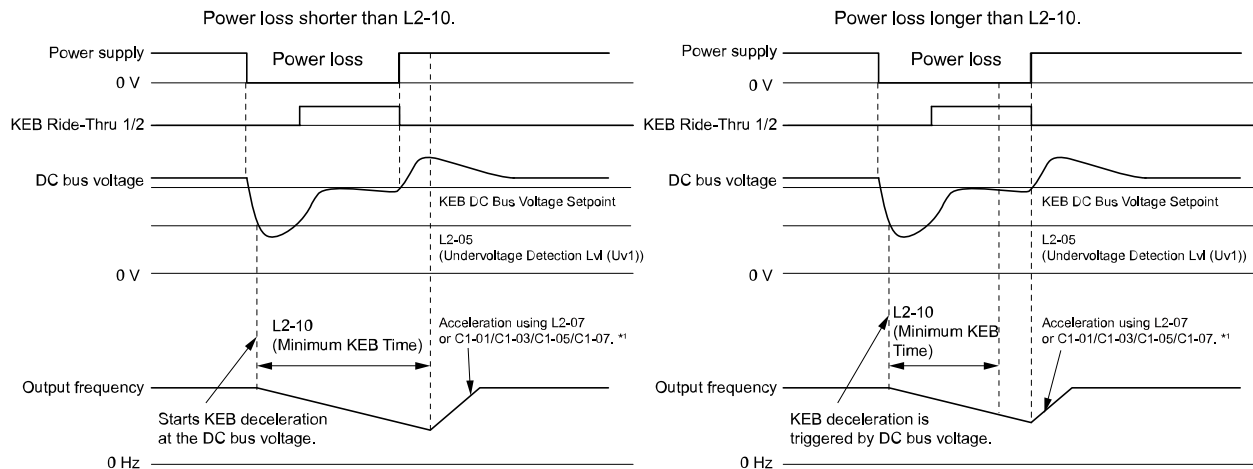 Power loss shorter than L2-10.
Power supply
Power loss
0 V
KEB Ride-Thru 1/2
DC bus voltage
KEB DC Bus Voltage Setpoint
L2-05
(Undervoltage Detection Lvl (Uv1))
0 V
L2-10
(Minimum KEB Time)
Acceleration using L2-07
or C1-01/C1-03/C1-05/C1-07. *1
Output frequency
Starts KEB deceleration
at the DC bus voltage.
0 Hz
Power loss longer than L2-10.
Power supply
Power loss
0 V
KEB Ride-Thru 1/2
DC bus voltage
KEB DC Bus Voltage Setpoint
L2-05
(Undervoltage Detection Lvl (Uv1))
0 V
L2-10
(Minimum KEB
Time)
Acceleration using L2-07
or C1-01/C1-03/C1-05/C1-07. *1
Output frequency
KEB deceleration is
triggered by DC bus voltage.
0 Hz